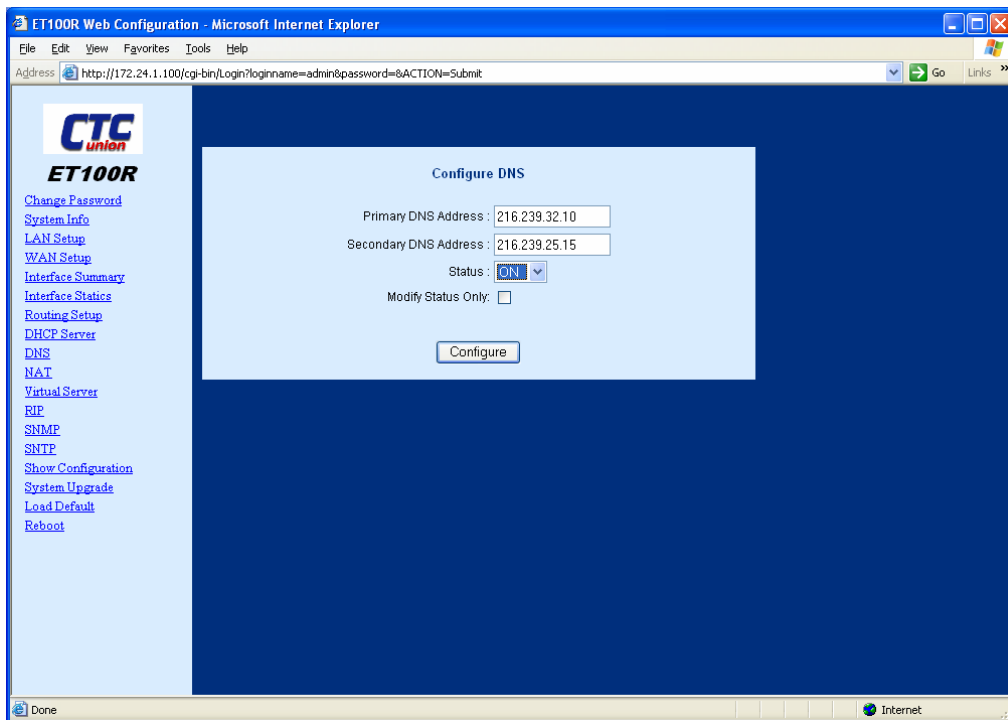 ET100R Web Configuration - Microsoft Internet Explorer
File Edit View Favorites Tools Help
Address http://172.24.1.100/cgi-bin/Login?loginname=admin&password=&ACTION=Submit Go Links »
CTC
union
ET100R
Change Password
System Info
LAN Setup
WAN Setup
Interface Summary
Interface Statics
Routing Setup
DHCP Server
DNS
NAT
Virtual Server
RIP
SNMP
SNTP
Show Configuration
System Upgrade
Load Default
Reboot
Configure DNS
Primary DNS Address : 216.239.32.10
Secondary DNS Address : 216.239.25.15
Status : ON
Modify Status Only:
Configure
Done Internet